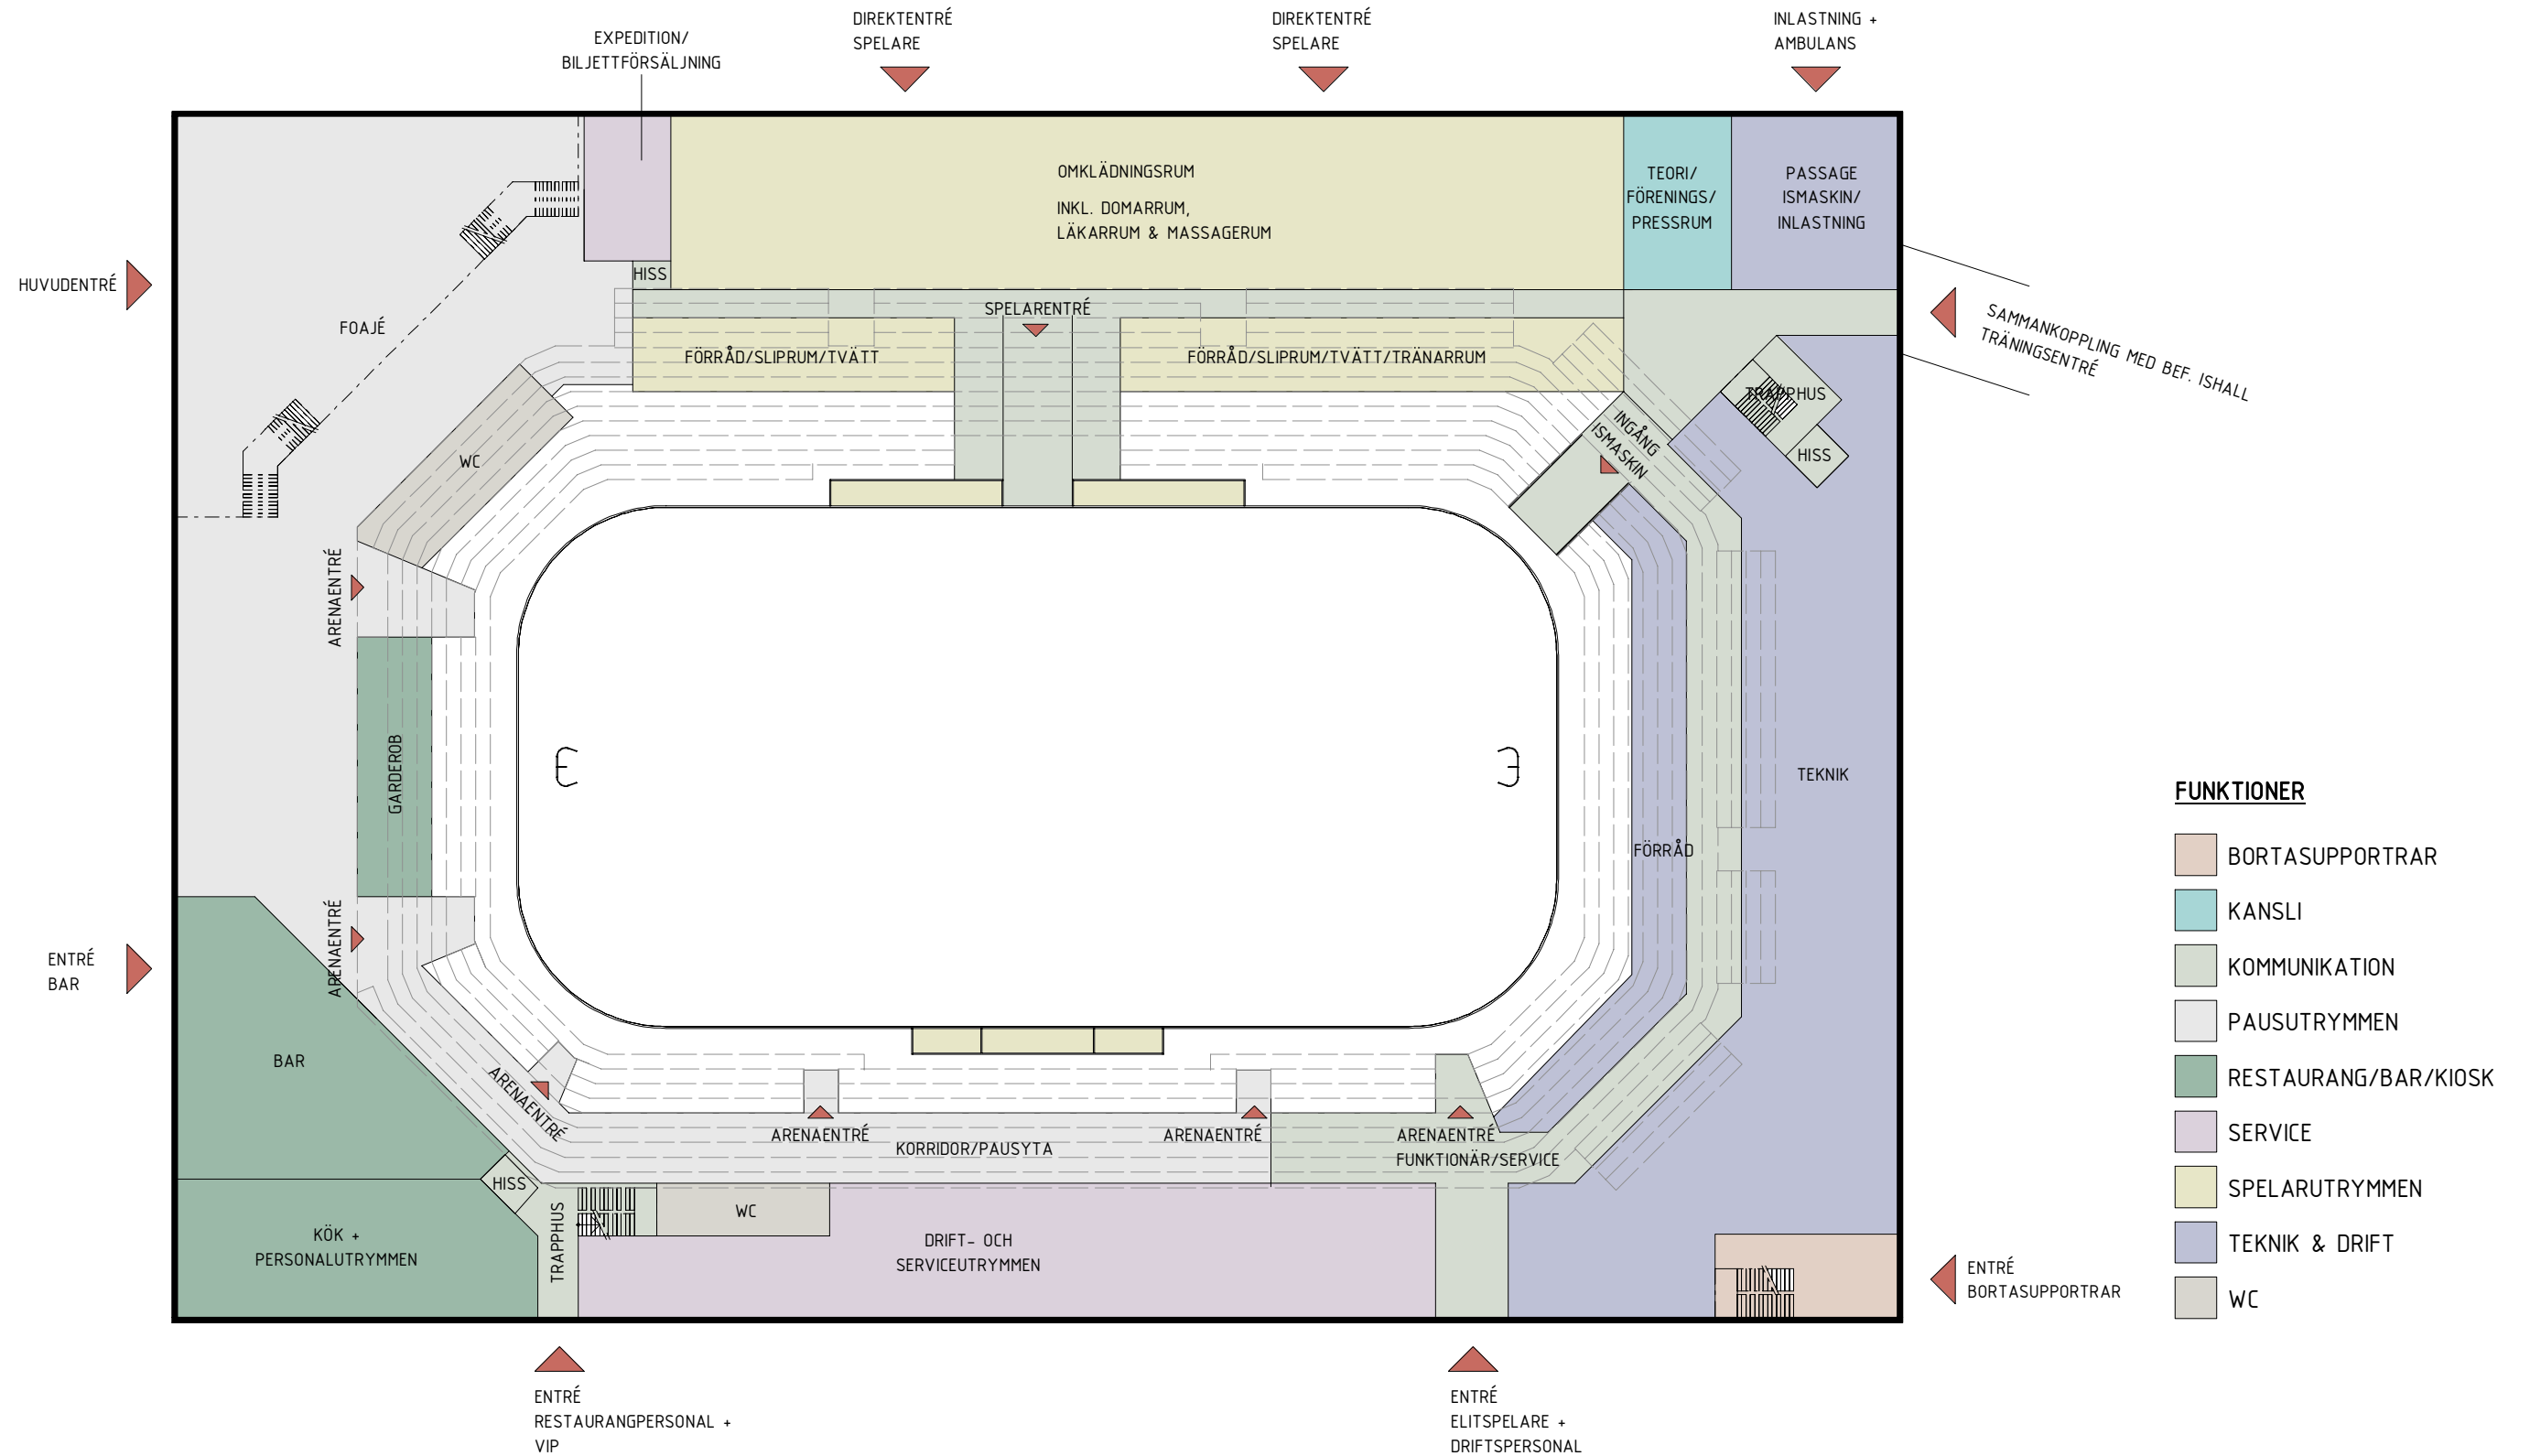 DIREKTENTRÉ
SPELARE
DIREKTENTRÉ
SPELARE
INLASTNING +
AMBULANS
EXPEDITION/
BILJETTFÖRSÄLJNING
OMKLÄDNINGSRUM
INKL. DOMARRUM,
LÄKARRUM & MASSAGERUM
TEORI/
FÖRENINGS/
PRESSRUM
PASSAGE
ISMASKIN/
INLASTNING
HISS
HUVUDENTRÉ
FOAJÉ
SPELARENTRÉ
FÖRRÅD/SLIPRUM/TVÄTT
FÖRRÅD/SLIPRUM/TVÄTT/TRÄNARRUM
SAMMANKOPPLING MED BEF. ISHALL
TRÄNINGSENTRÉ
TRAPPHUS
INGÅNG
ISMASKIN
HISS
WC
ARENAENTRÉ
GARDEROB
TEKNIK
FÖRRÅD
ARENAENTRÉ
ENTRÉ
BAR
BAR
ARENAENTRÉ
ARENAENTRÉ
KORRIDOR/PAUSYTA
ARENAENTRÉ
ARENAENTRÉ
FUNKTIONÄR/SERVICE
HISS
TRAPPHUS
WC
KÖK +
PERSONALUTRYMMEN
DRIFT- OCH
SERVICEUTRYMMEN
ENTRÉ
BORTASUPPORTRAR
ENTRÉ
RESTAURANGPERSONAL +
VIP
ENTRÉ
ELITSPELARE +
DRIFTSPERSONAL
FUNKTIONER
BORTASUPPORTRAR
KANSLI
KOMMUNIKATION
PAUSUTRYMMEN
RESTAURANG/BAR/KIOSK
SERVICE
SPELARUTRYMMEN
TEKNIK & DRIFT
WC